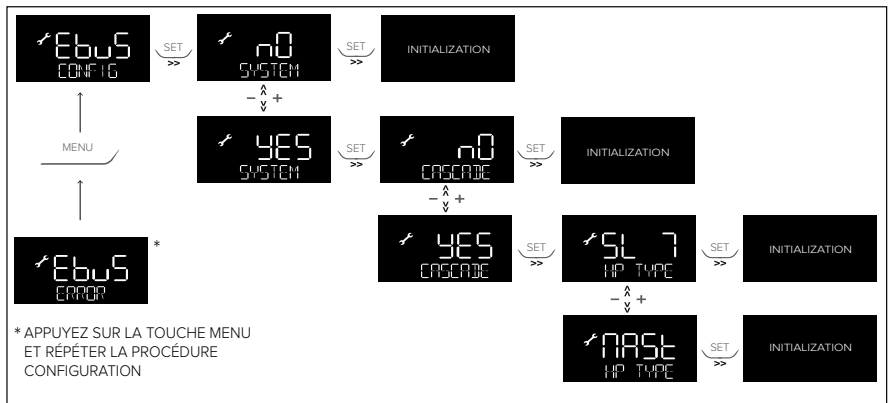 EbuS SET >> nO SET >> INITIALIZATION
CONFIG SYSTEM
- +
MENU YES SET >> nO SET >> INITIALIZATION
SYSTEM CASCADE
- +
EbuS * YES SET >> SL 7 SET >> INITIALIZATION
ERROR CASCADE HP TYPE
- +
* APPUYEZ SUR LA TOUCHE MENU
ET RÉPÉTER LA PROCÉDURE
CONFIGURATION
MASt SET >> INITIALIZATION
HP TYPE